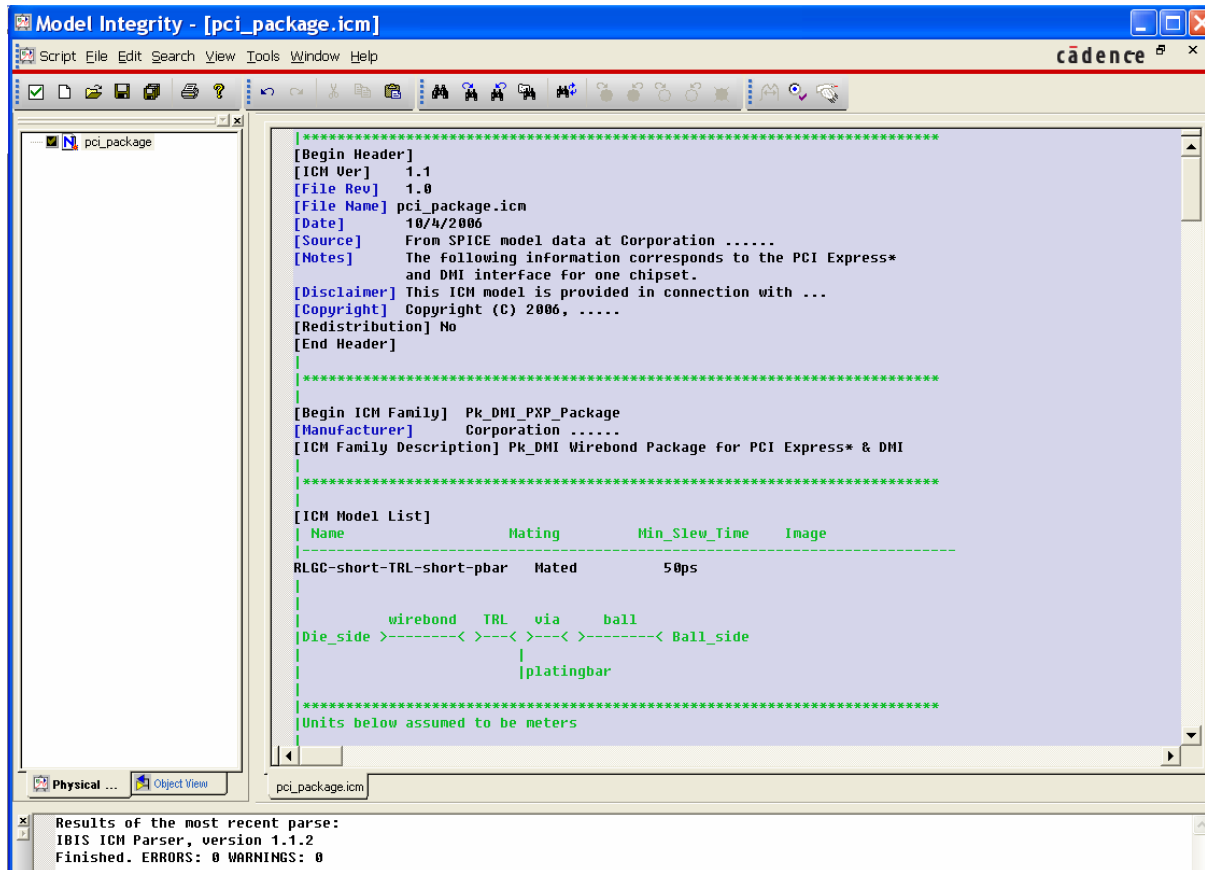 Model Integrity - [pci_package.icm]
Script File Edit Search View Tools Window Help
cādence
pci_package
|**************************************************************************
[Begin Header]
[ICM Ver] 1.1
[File Rev] 1.0
[File Name] pci_package.icm
[Date] 10/4/2006
[Source] From SPICE model data at Corporation ......
[Notes] The following information corresponds to the PCI Express*
and DMI interface for one chipset.
[Disclaimer] This ICM model is provided in connection with ...
[Copyright] Copyright (C) 2006, .....
[Redistribution] No
[End Header]
|
|**************************************************************************
|
[Begin ICM Family] Pk_DMI_PXP_Package
[Manufacturer] Corporation ......
[ICM Family Description] Pk_DMI Wirebond Package for PCI Express* & DMI
|
|**************************************************************************
|
[ICM Model List]
| Name Mating Min_Slew_Time Image
|----------------------------------------------------------------------------
RLGC-short-TRL-short-pbar Mated 50ps
|
|
| wirebond TRL via ball
|Die_side >--------< >---< >---< >--------< Ball_side
| |
| |platingbar
|
|**************************************************************************
|Units below assumed to be meters
|
Physical ...
Object View
pci_package.icm
Results of the most recent parse:
IBIS ICM Parser, version 1.1.2
Finished. ERRORS: 0 WARNINGS: 0